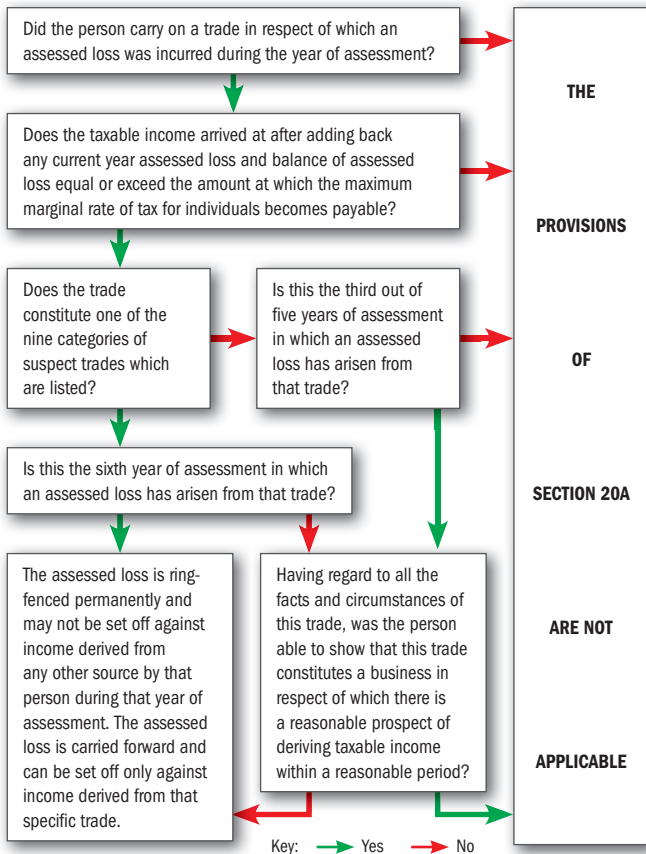 Did the person carry on a trade in respect of which an
assessed loss was incurred during the year of assessment?
Does the taxable income arrived at after adding back
any current year assessed loss and balance of assessed
loss equal or exceed the amount at which the maximum
marginal rate of tax for individuals becomes payable?
Does the trade
constitute one of the
nine categories of
suspect trades which
are listed?
Is this the third out of
five years of assessment
in which an assessed
loss has arisen from
that trade?
Is this the sixth year of assessment in which
an assessed loss has arisen from that trade?
The assessed loss is ring-
fenced permanently and
may not be set off against
income derived from
any other source by that
person during that year of
assessment. The assessed
loss is carried forward and
can be set off only against
income derived from that
specific trade.
Having regard to all the
facts and circumstances of
this trade, was the person
able to show that this trade
constitutes a business in
respect of which there is
a reasonable prospect of
deriving taxable income
within a reasonable period?
THE
PROVISIONS
OF
SECTION 20A
ARE NOT
APPLICABLE
Key: Yes No